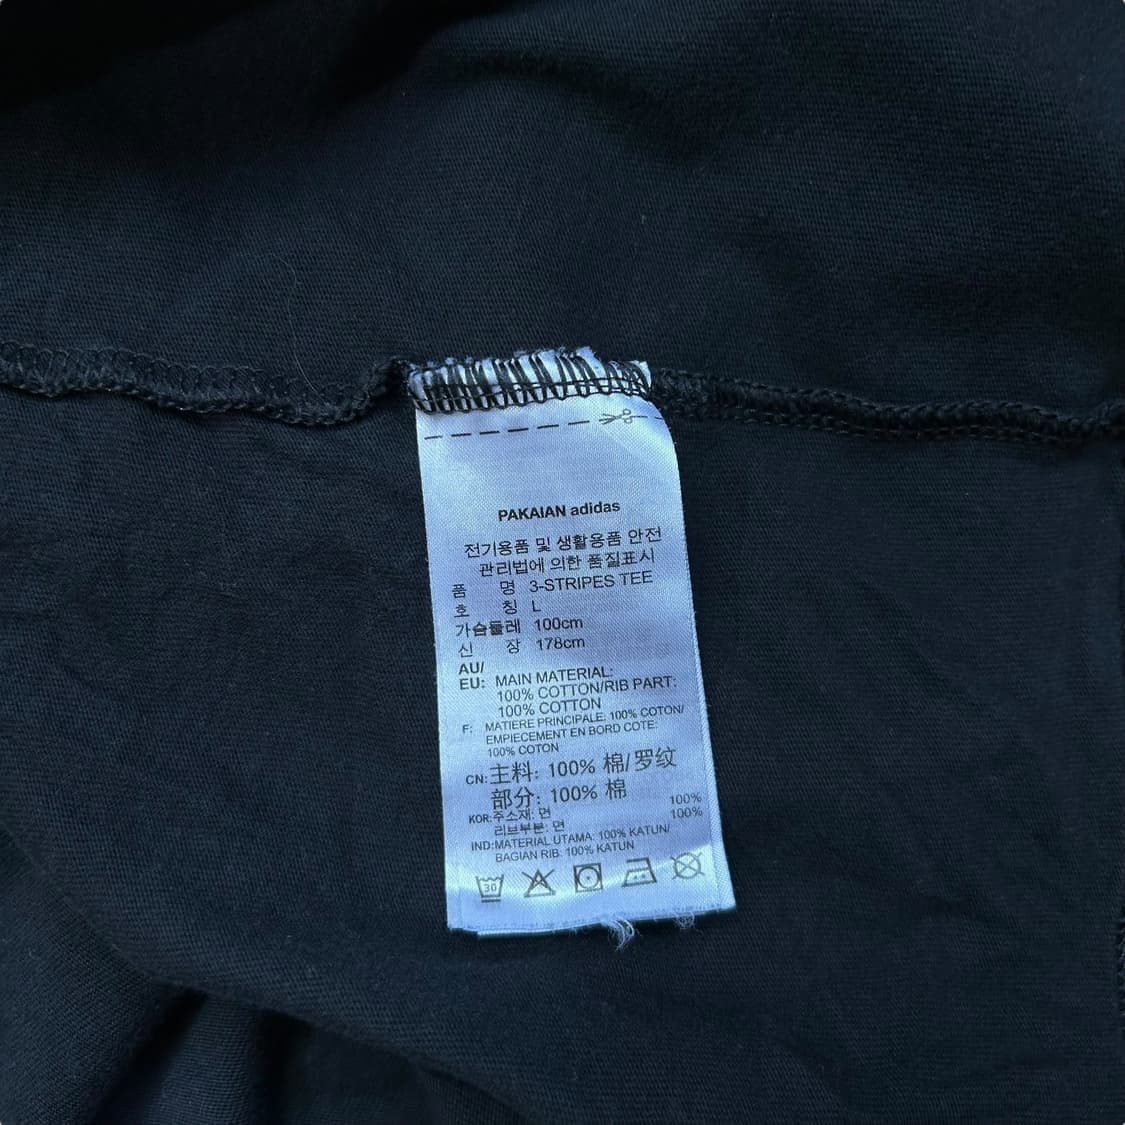 PAKAIAN adidas
전기용품 및 생활용품 안전
관리법에 의한 품질표시
품 명 3-STRIPES TEE
호 칭 L
가슴둘레 100cm
신 장 178cm
AU/
EU: MAIN MATERIAL:
100% COTTON/RIB PART:
100% COTTON
F: MATIERE PRINCIPALE: 100% COTON/
EMPIECEMENT EN BORD COTE:
100% COTON
CN:主料: 100% 棉/罗纹
部分: 100% 棉
KOR:주소재: 면 100%
리브부분: 면 100%
IND:MATERIAL UTAMA: 100% KATUN/
BAGIAN RIB: 100% KATUN
30